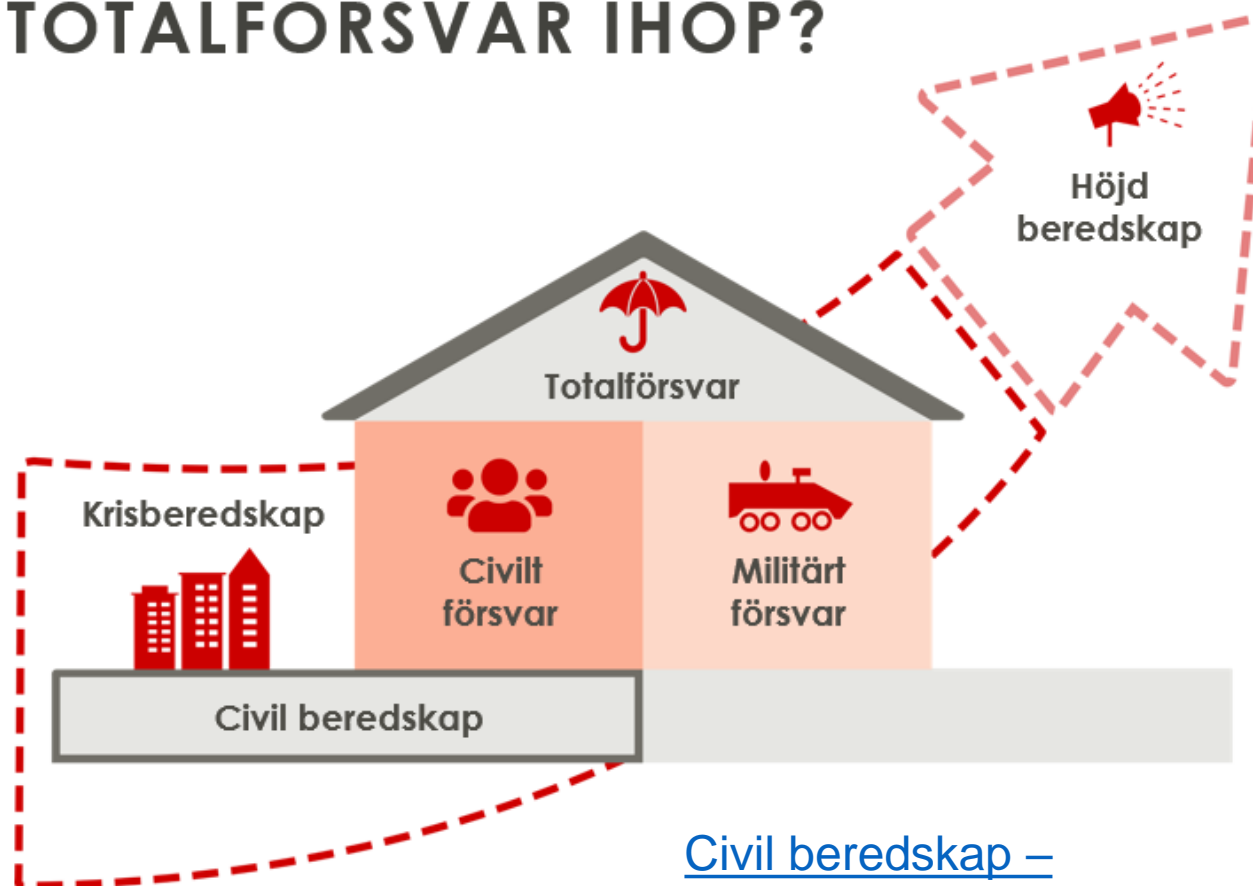 TOTALFÖRSVAR IHOP?
Höjd
beredskap
Totalförsvar
Krisberedskap
Civilt
försvar
Militärt
försvar
Civil beredskap
Civil beredskap –